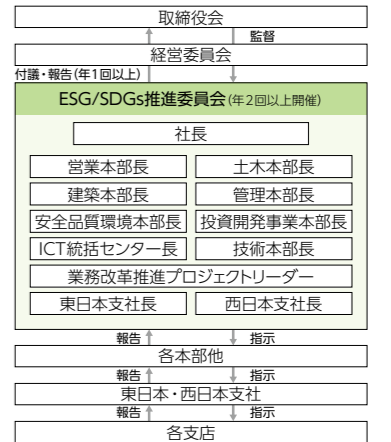 取締役会
監督
経営委員会
付議・報告(年1回以上)
ESG/SDGs推進委員会(年2回以上開催)
社長
営業本部長 土木本部長
建築本部長 管理本部長
安全品質環境本部長 投資開発事業本部長
ICT統括センター長 技術本部長
業務改革推進プロジェクトリーダー
東日本支社長 西日本支社長
報告 指示
各本部他
報告 指示
東日本・西日本支社
報告 指示
各支店